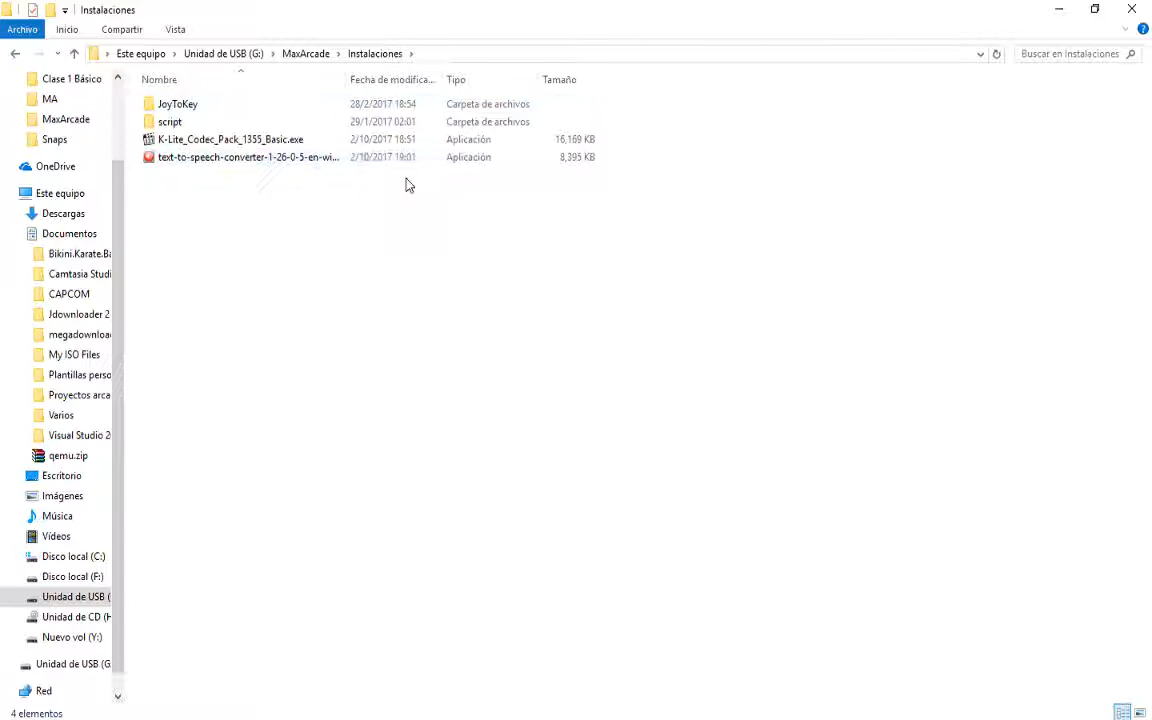 Instalaciones
Archivo Inicio Compartir Vista
Este equipo Unidad de USB (G:) MaxArcade Instalaciones
Buscar en Instalaciones
Nombre Fecha de modifica... Tipo Tamaño
JoyToKey 28/2/2017 18:54 Carpeta de archivos
script 29/1/2017 02:01 Carpeta de archivos
K-Lite_Codec_Pack_1355_Basic.exe 2/10/2017 18:51 Aplicación 16,169 KB
text-to-speech-converter-1-26-0-5-en-wi... 2/10/2017 19:01 Aplicación 8,395 KB
Clase 1 Básico
MA
MaxArcade
Snaps
OneDrive
Este equipo
Descargas
Documentos
Bikini.Karate.Ba
Camtasia Studi
CAPCOM
Jdownloader 2
megadownloa
My ISO Files
Plantillas perso
Proyectos arca
Varios
Visual Studio 2
qemu.zip
Escritorio
Imágenes
Música
Vídeos
Disco local (C:)
Disco local (F:)
Unidad de USB (
Unidad de CD (H
Nuevo vol (Y:)
Unidad de USB (G
Red
4 elementos